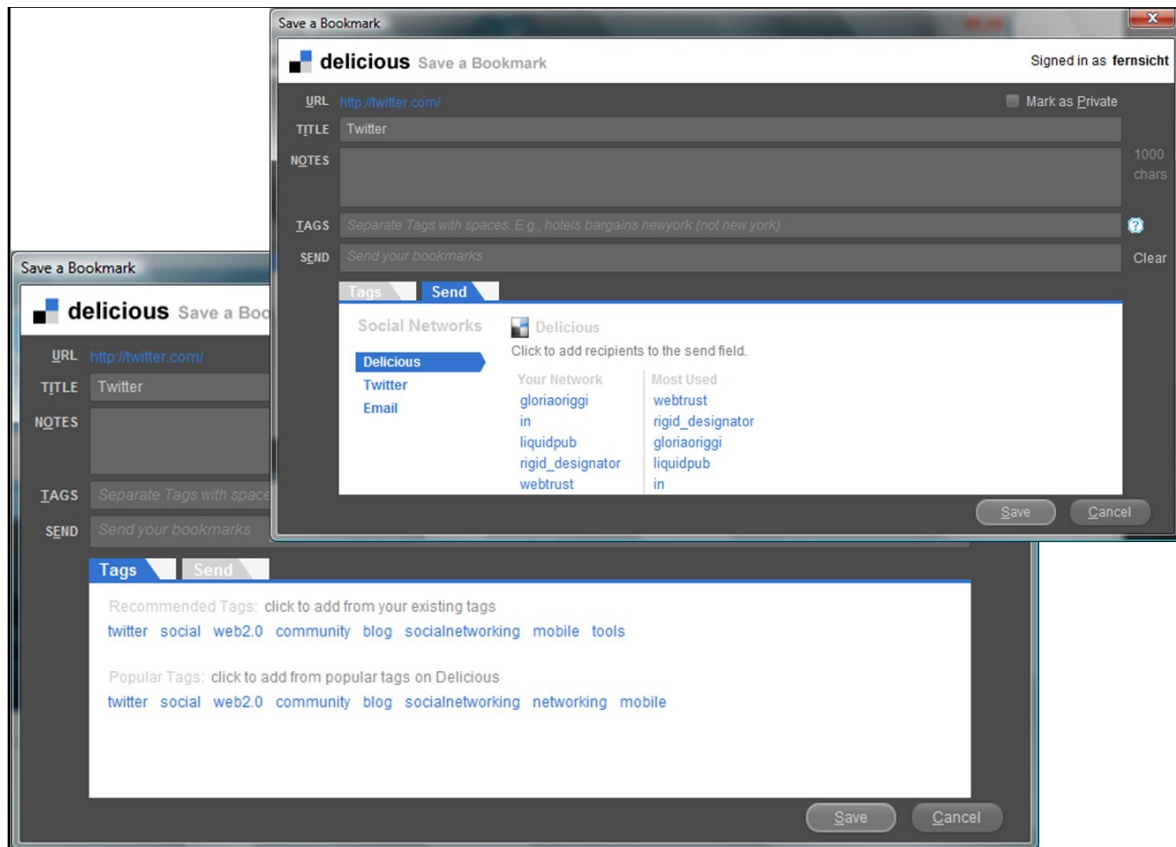 Save a Bookmark
delicious Save a Bookmark
Signed in as fernsicht
URL http://twitter.com/
Mark as Private
TITLE Twitter
NOTES
1000
chars
TAGS Separate Tags with spaces. E.g., hotels bargains newyork (not new york)
?
SEND Send your bookmarks
Clear
Tags Send
Social Networks
Delicious
Twitter
Email
Delicious
Click to add recipients to the send field.
Your Network
gloriaoriggi
in
liquidpub
rigid_designator
webtrust
Most Used
webtrust
rigid_designator
gloriaoriggi
liquidpub
in
Save Cancel
Save a Bookmark
delicious Save a Boo
URL http://twitter.com/
TITLE Twitter
NOTES
TAGS Separate Tags with space
SEND Send your bookmarks
Tags Send
Recommended Tags: click to add from your existing tags
twitter social web2.0 community blog socialnetworking mobile tools
Popular Tags: click to add from popular tags on Delicious
twitter social web2.0 community blog socialnetworking networking mobile
Save Cancel